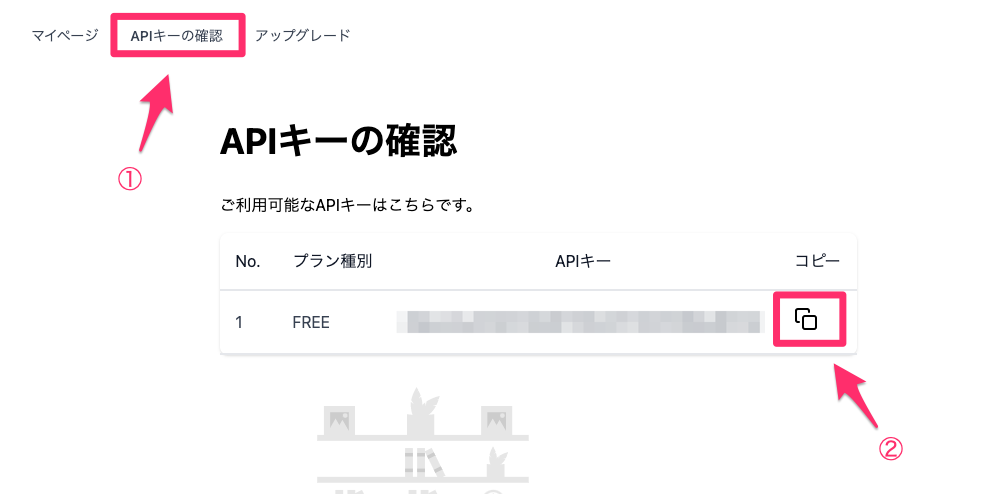 マイページ APIキーの確認 アップグレード
①
APIキーの確認
ご利用可能なAPIキーはこちらです。
No. プラン種別 APIキー コピー
1 FREE
②